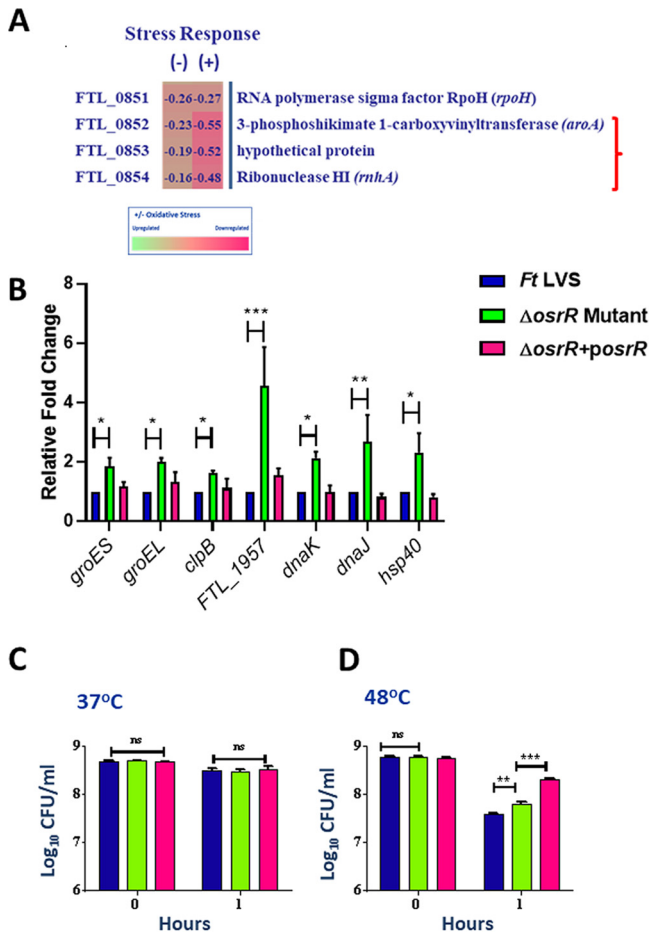 A
Stress Response
(-) (+)
FTL_0851 -0.26 -0.27 RNA polymerase sigma factor RpoH (rpoH)
FTL_0852 -0.23 -0.55 3-phosphoshikimate 1-carboxyvinyltransferase (aroA)
FTL_0853 -0.19 -0.52 hypothetical protein
FTL_0854 -0.16 -0.48 Ribonuclease HI (rnhA)
+/- Oxidative Stress
Upregulated Downregulated
B
Relative Fold Change
8
6
4
2
0
* * * *** * ** *
groES groEL clpB FTL_1957 dnaK dnaJ hsp40
Ft LVS
ΔosrR Mutant
ΔosrR+posrR
C
37ºC
Log10 CFU/ml
9
8
7
6
ns ns
0 1
Hours
D
48ºC
Log10 CFU/ml
9
8
7
6
ns ** ***
0 1
Hours